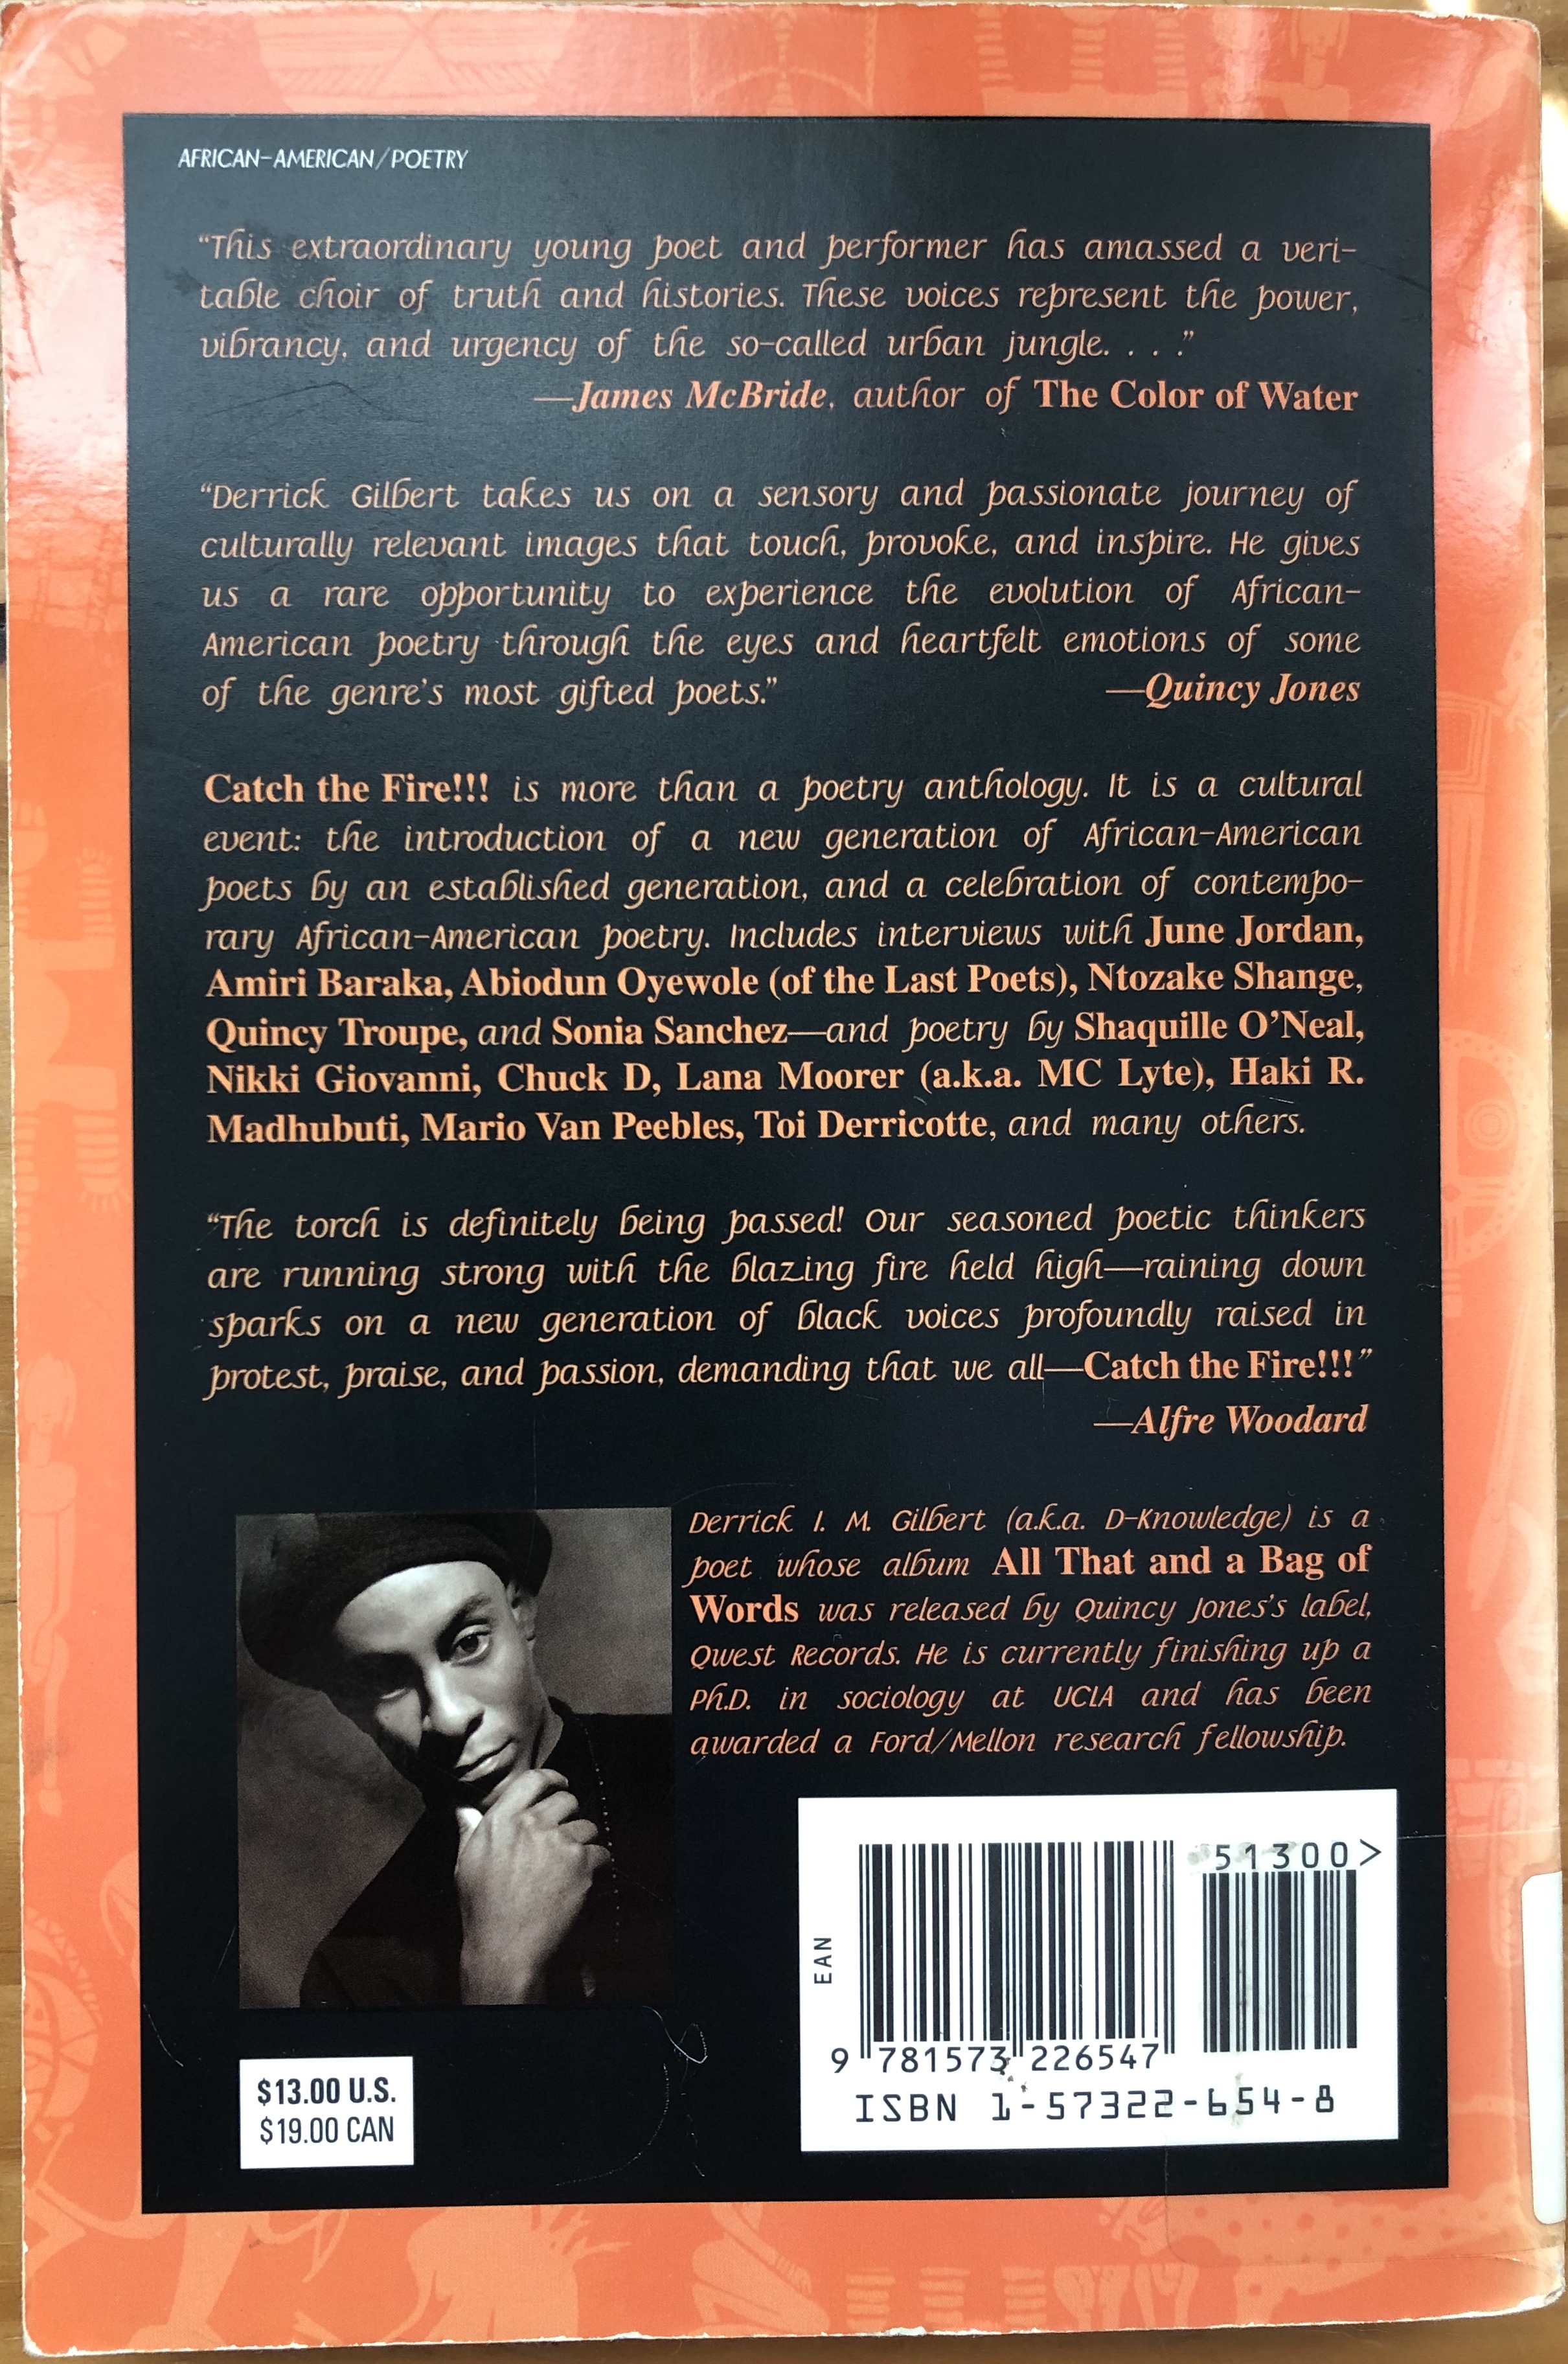 AFRICAN-AMERICAN/POETRY
“This extraordinary young poet and performer has amassed a veri-
table choir of truth and histories. These voices represent the power,
vibrancy, and urgency of the so-called urban jungle. . . .”
—James McBride, author of The Color of Water
“Derrick Gilbert takes us on a sensory and passionate journey of
culturally relevant images that touch, provoke, and inspire. He gives
us a rare opportunity to experience the evolution of African-
American poetry through the eyes and heartfelt emotions of some
of the genre’s most gifted poets.” —Quincy Jones
Catch the Fire!!! is more than a poetry anthology. It is a cultural
event: the introduction of a new generation of African-American
poets by an established generation, and a celebration of contempo-
rary African-American poetry. Includes interviews with June Jordan,
Amiri Baraka, Abiodun Oyewole (of the Last Poets), Ntozake Shange,
Quincy Troupe, and Sonia Sanchez—and poetry by Shaquille O’Neal,
Nikki Giovanni, Chuck D, Lana Moorer (a.k.a. MC Lyte), Haki R.
Madhubuti, Mario Van Peebles, Toi Derricotte, and many others.
“The torch is definitely being passed! Our seasoned poetic thinkers
are running strong with the blazing fire held high—raining down
sparks on a new generation of black voices profoundly raised in
protest, praise, and passion, demanding that we all—Catch the Fire!!!”
—Alfre Woodard
Derrick I. M. Gilbert (a.k.a. D-Knowledge) is a
poet whose album All That and a Bag of
Words was released by Quincy Jones’s label,
Qwest Records. He is currently finishing up a
Ph.D. in sociology at UCLA and has been
awarded a Ford/Mellon research fellowship.
51300>
EAN
9 781573 226547
ISBN 1-57322-654-8
$13.00 U.S.
$19.00 CAN